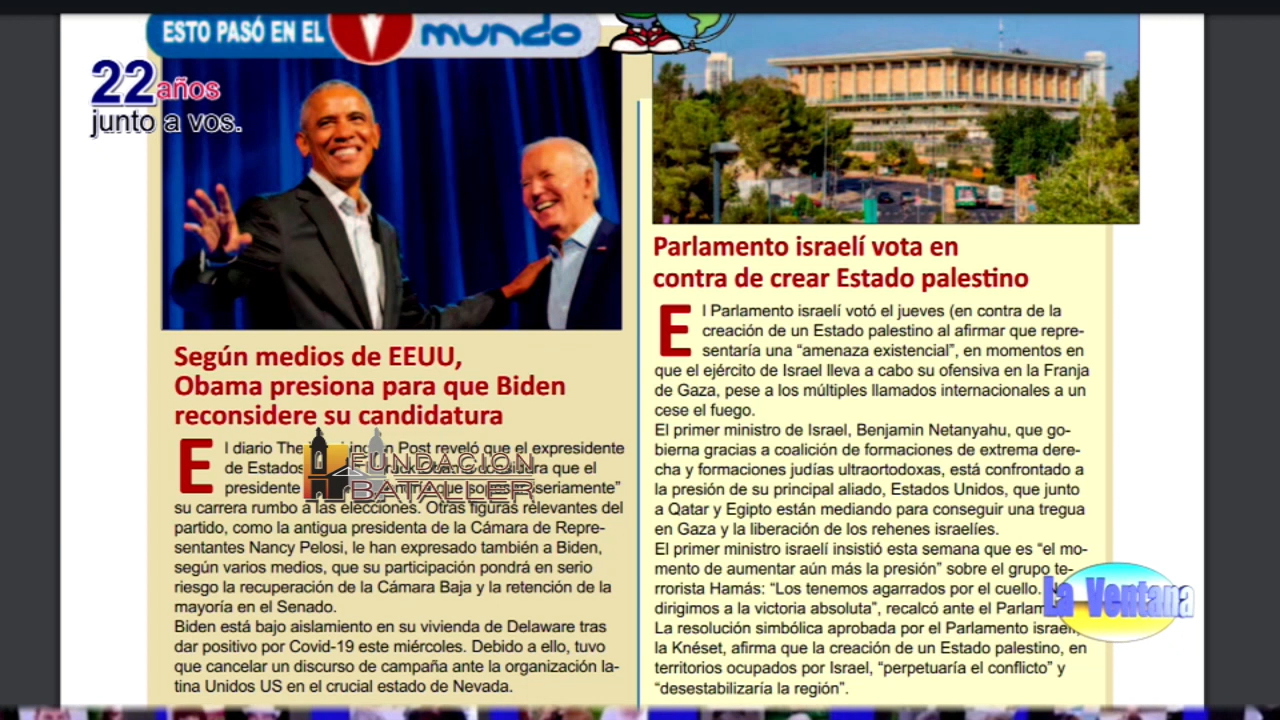 ESTO PASÓ EN EL mundo
22 años
junto a vos.
Según medios de EEUU,
Obama presiona para que Biden
reconsidere su candidatura
El diario The Post reveló que el expresidente
de Estados que el
presidente seriamente”
su carrera rumbo a las elecciones. Otras figuras relevantes del
partido, como la antigua presidenta de la Cámara de Repre-
sentantes Nancy Pelosi, le han expresado también a Biden,
según varios medios, que su participación pondrá en serio
riesgo la recuperación de la Cámara Baja y la retención de la
mayoría en el Senado.
Biden está bajo aislamiento en su vivienda de Delaware tras
dar positivo por Covid-19 este miércoles. Debido a ello, tuvo
que cancelar un discurso de campaña ante la organización la-
tina Unidos US en el crucial estado de Nevada.
FUNDACION
BATALLER
Parlamento israelí vota en
contra de crear Estado palestino
El Parlamento israelí votó el jueves (en contra de la
creación de un Estado palestino al afirmar que repre-
sentaría una “amenaza existencial”, en momentos en
que el ejército de Israel lleva a cabo su ofensiva en la Franja
de Gaza, pese a los múltiples llamados internacionales a un
cese el fuego.
El primer ministro de Israel, Benjamin Netanyahu, que go-
bierna gracias a coalición de formaciones de extrema dere-
cha y formaciones judías ultraortodoxas, está confrontado a
la presión de su principal aliado, Estados Unidos, que junto
a Qatar y Egipto están mediando para conseguir una tregua
en Gaza y la liberación de los rehenes israelíes.
El primer ministro israelí insistió esta semana que es “el mo-
mento de aumentar aún más la presión” sobre el grupo te-
rrorista Hamás: “Los tenemos agarrados por el cuello.
dirigimos a la victoria absoluta”, recalcó ante el Parlam
La resolución simbólica aprobada por el Parlamento israelí,
la Knéset, afirma que la creación de un Estado palestino, en
territorios ocupados por Israel, “perpetuaría el conflicto” y
“desestabilizaría la región”.
La Ventana